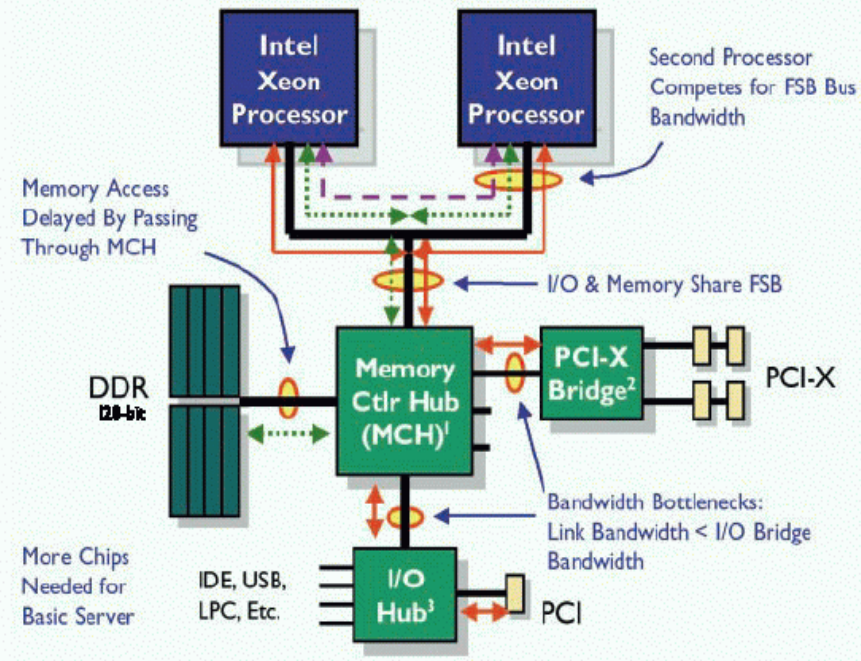 Intel
Xeon
Processor
Intel
Xeon
Processor
Second Processor
Competes for FSB Bus
Bandwidth
Memory Access
Delayed By Passing
Through MCH
I/O & Memory Share FSB
DDR
128-bit
Memory
Ctlr Hub
(MCH)1
PCI-X
Bridge2
PCI-X
Bandwidth Bottlenecks:
Link Bandwidth < I/O Bridge
Bandwidth
More Chips
Needed for
Basic Server
IDE, USB,
LPC, Etc.
I/O
Hub3
PCI